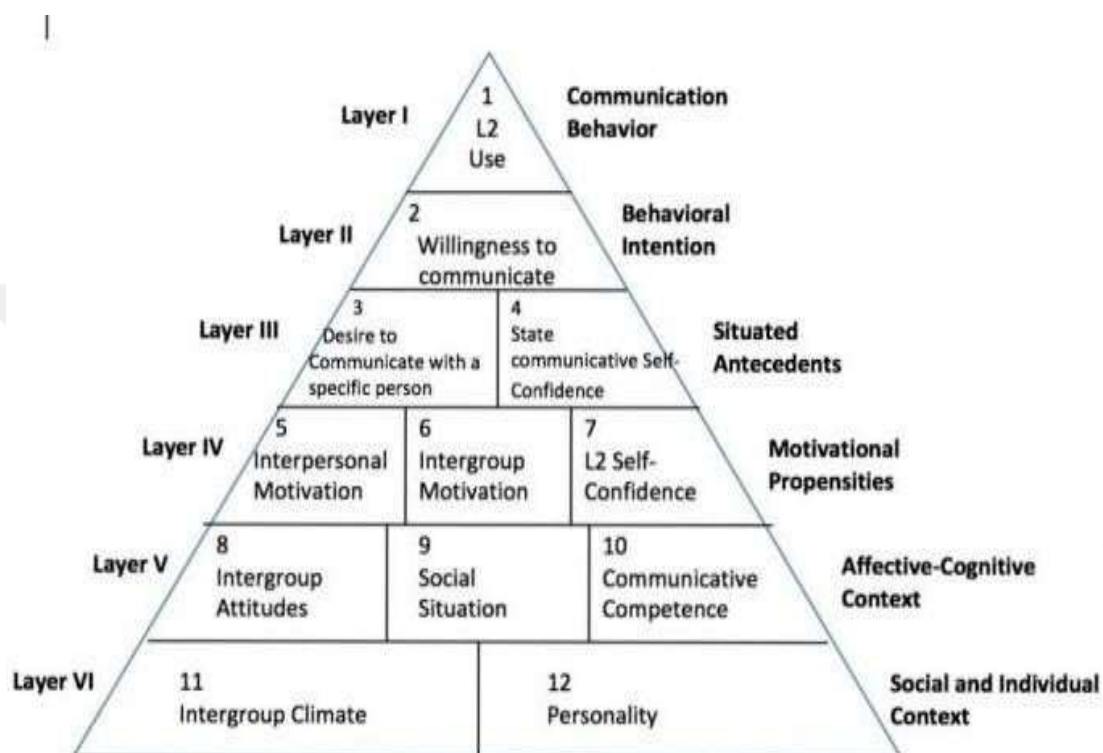 Layer I
1
L2
Use
Communication
Behavior
Layer II
2
Willingness to
communicate
Behavioral
Intention
Layer III
3
Desire to
Communicate with a
specific person
4
State
communicative Self-
Confidence
Situated
Antecedents
Layer IV
5
Interpersonal
Motivation
6
Intergroup
Motivation
7
L2 Self-
Confidence
Motivational
Propensities
Layer V
8
Intergroup
Attitudes
9
Social
Situation
10
Communicative
Competence
Affective-Cognitive
Context
Layer VI
11
Intergroup Climate
12
Personality
Social and Individual
Context